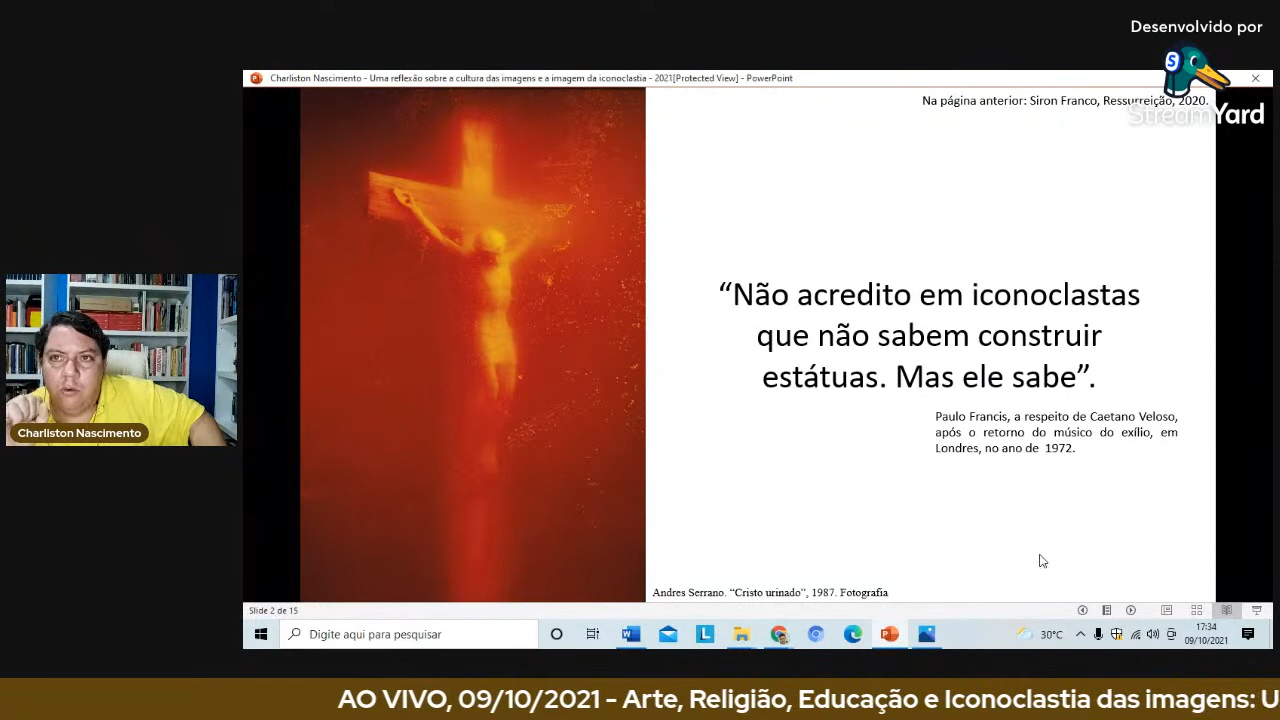 Desenvolvido por
StreamYard
Charliston Nascimento - Uma reflexão sobre a cultura das imagens e a imagem da iconoclastia - 2021[Protected View] - PowerPoint
Na página anterior: Siron Franco, Ressurreição, 2020.
“Não acredito em iconoclastas
que não sabem construir
estátuas. Mas ele sabe”.
Paulo Francis, a respeito de Caetano Veloso,
após o retorno do músico do exílio, em
Londres, no ano de 1972.
Charliston Nascimento
Andres Serrano. “Cristo urinado”, 1987. Fotografia
Slide 2 de 15
Digite aqui para pesquisar
30°C
17:34
09/10/2021
AO VIVO, 09/10/2021 - Arte, Religião, Educação e Iconoclastia das imagens: U